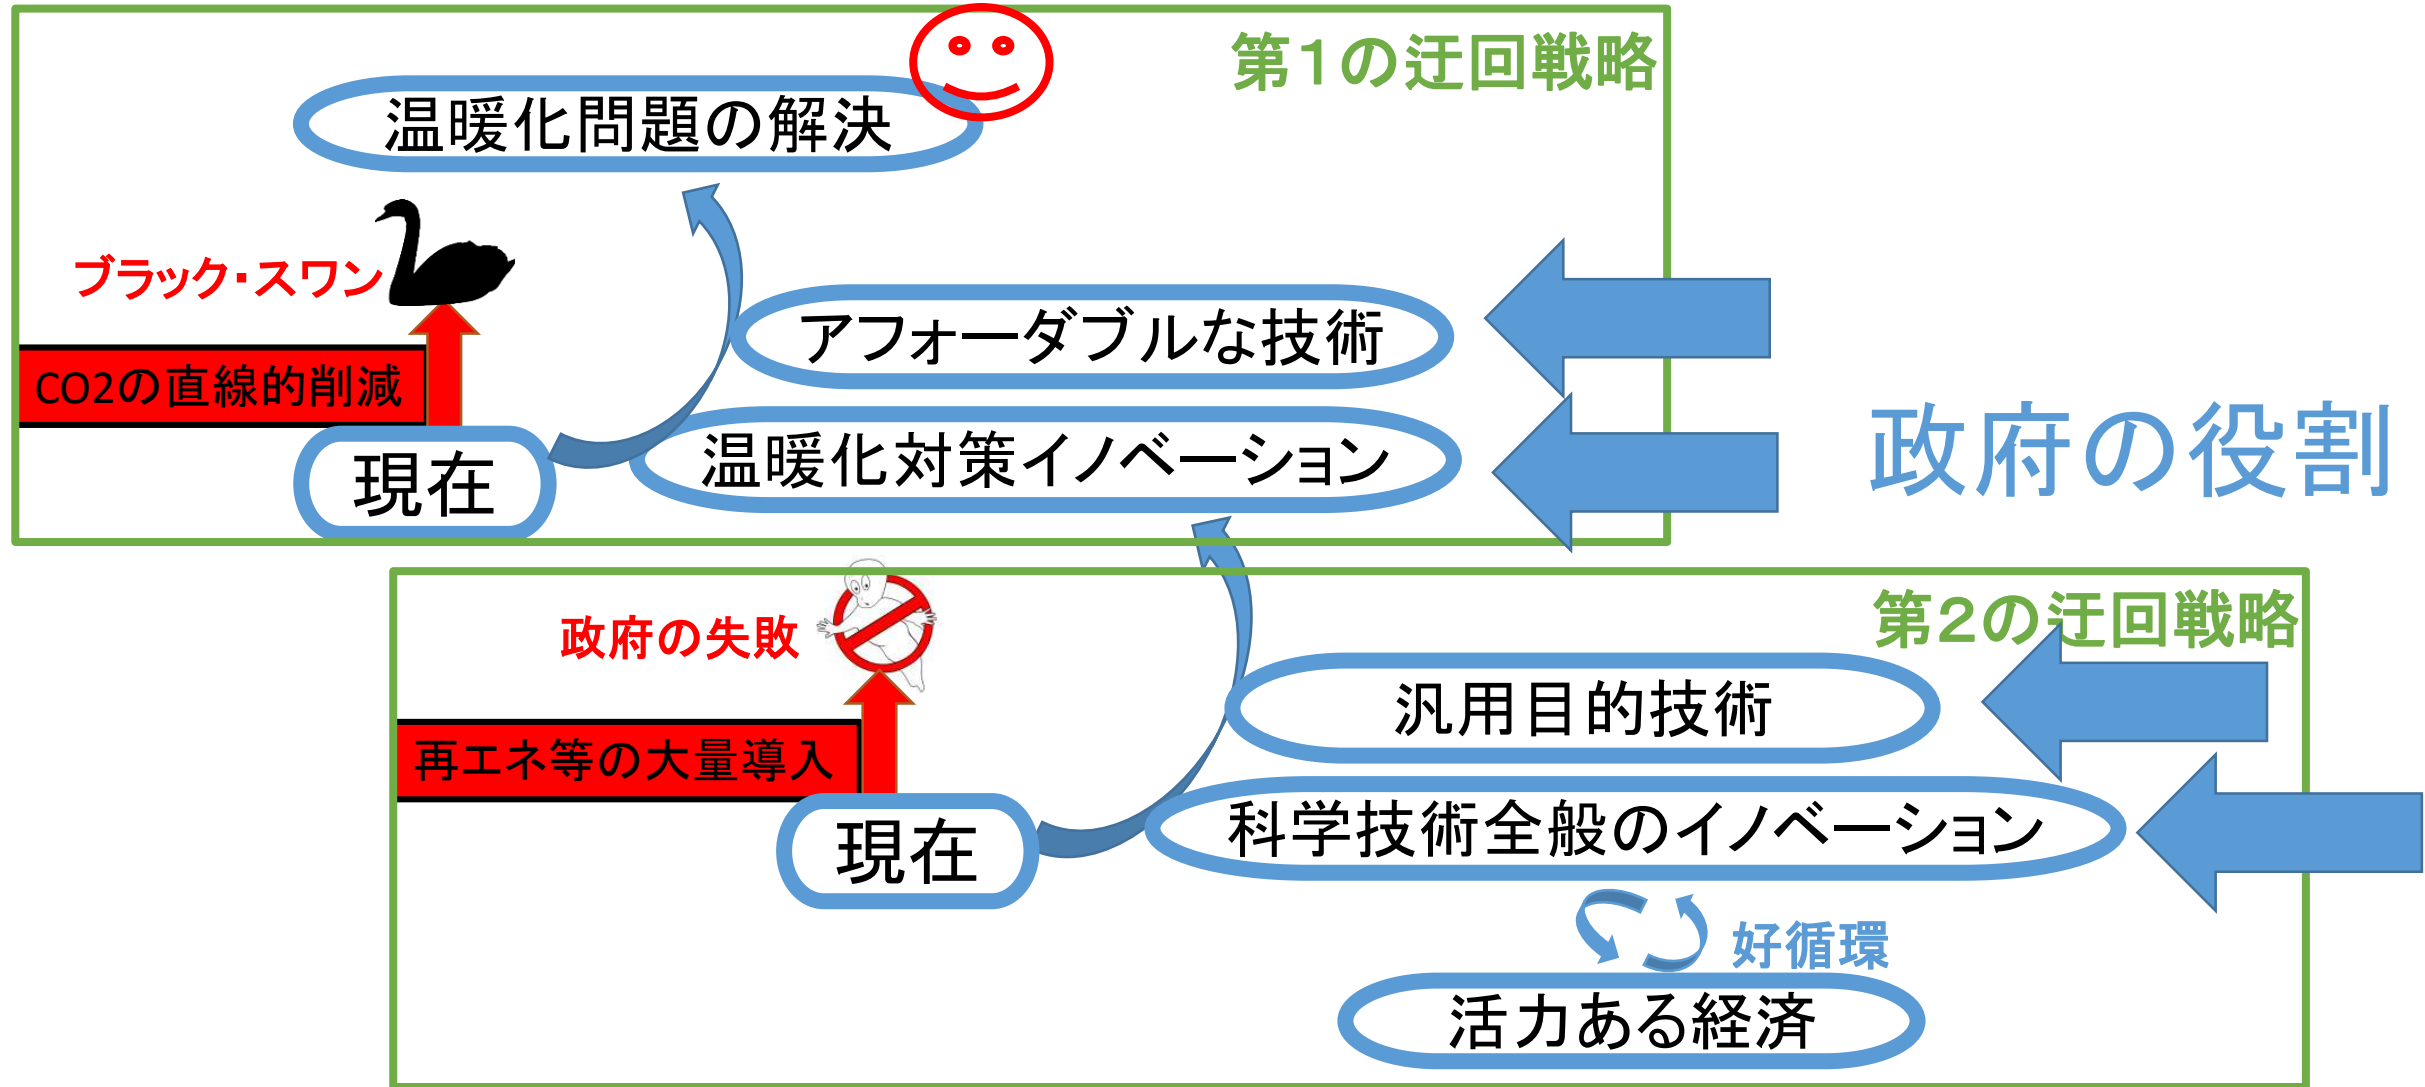 第1の迂回戦略
温暖化問題の解決
ブラック・スワン
アフォーダブルな技術
CO2の直線的削減
政府の役割
温暖化対策イノベーション
現在
第2の迂回戦略
政府の失敗
汎用目的技術
再エネ等の大量導入
科学技術全般のイノベーション
現在
好循環
活力ある経済